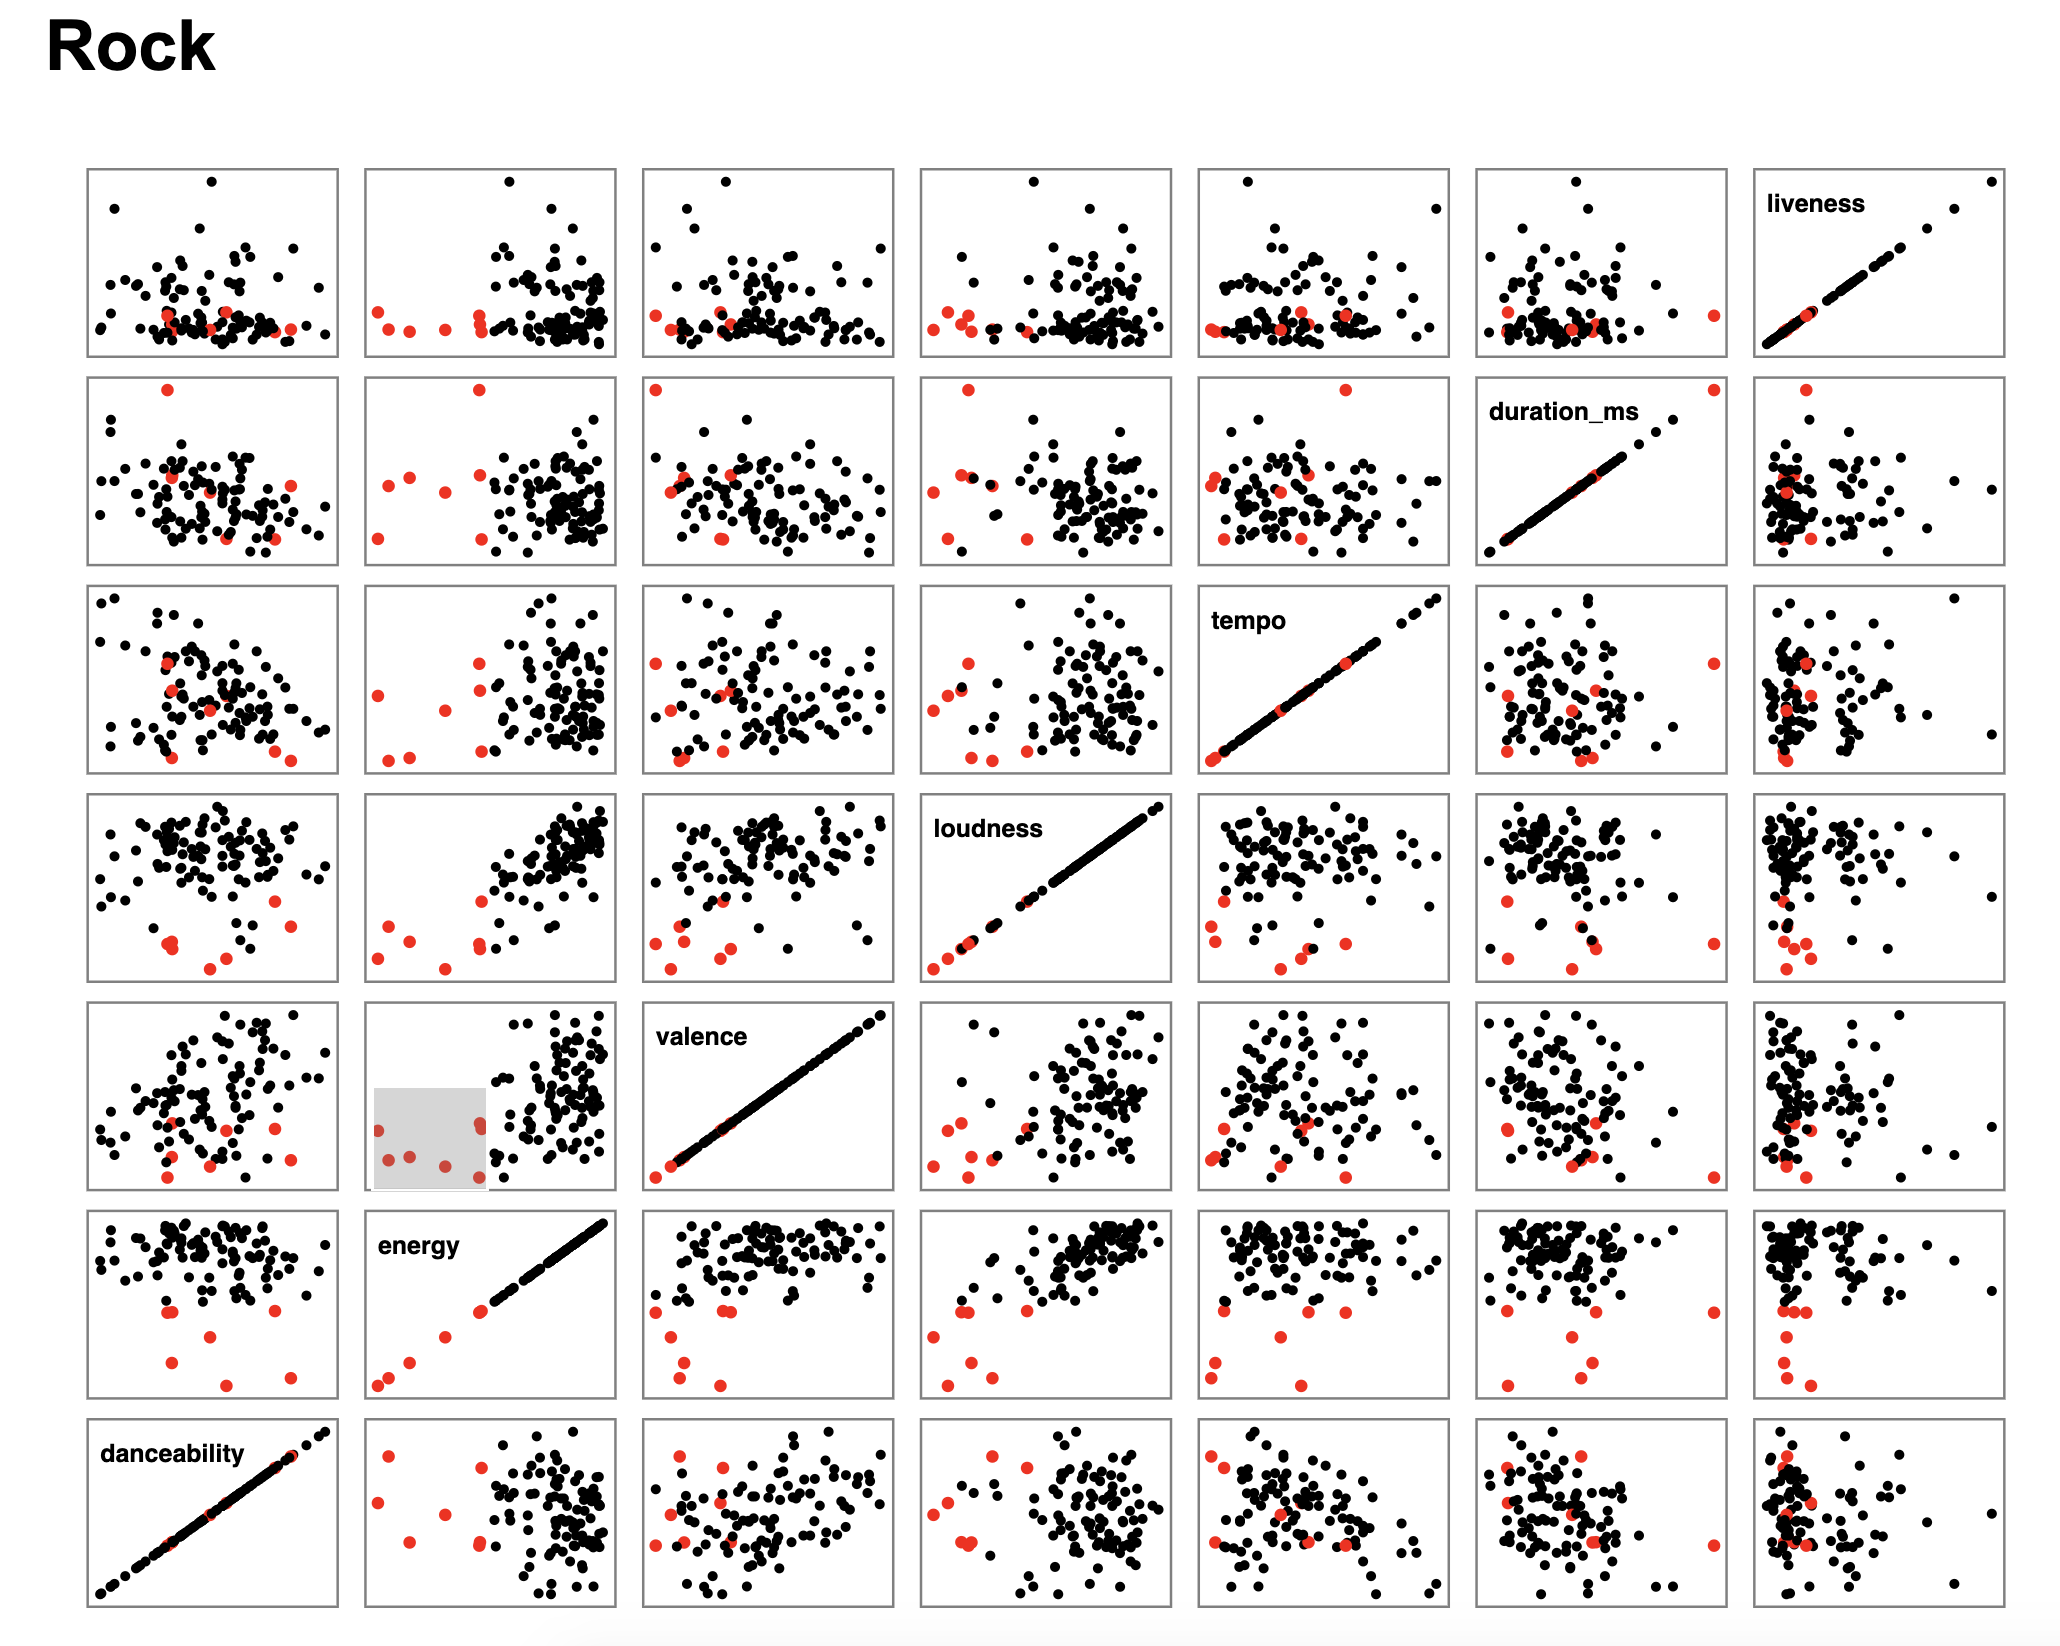 Rock
liveness
duration_ms
tempo
loudness
valence
energy
danceability